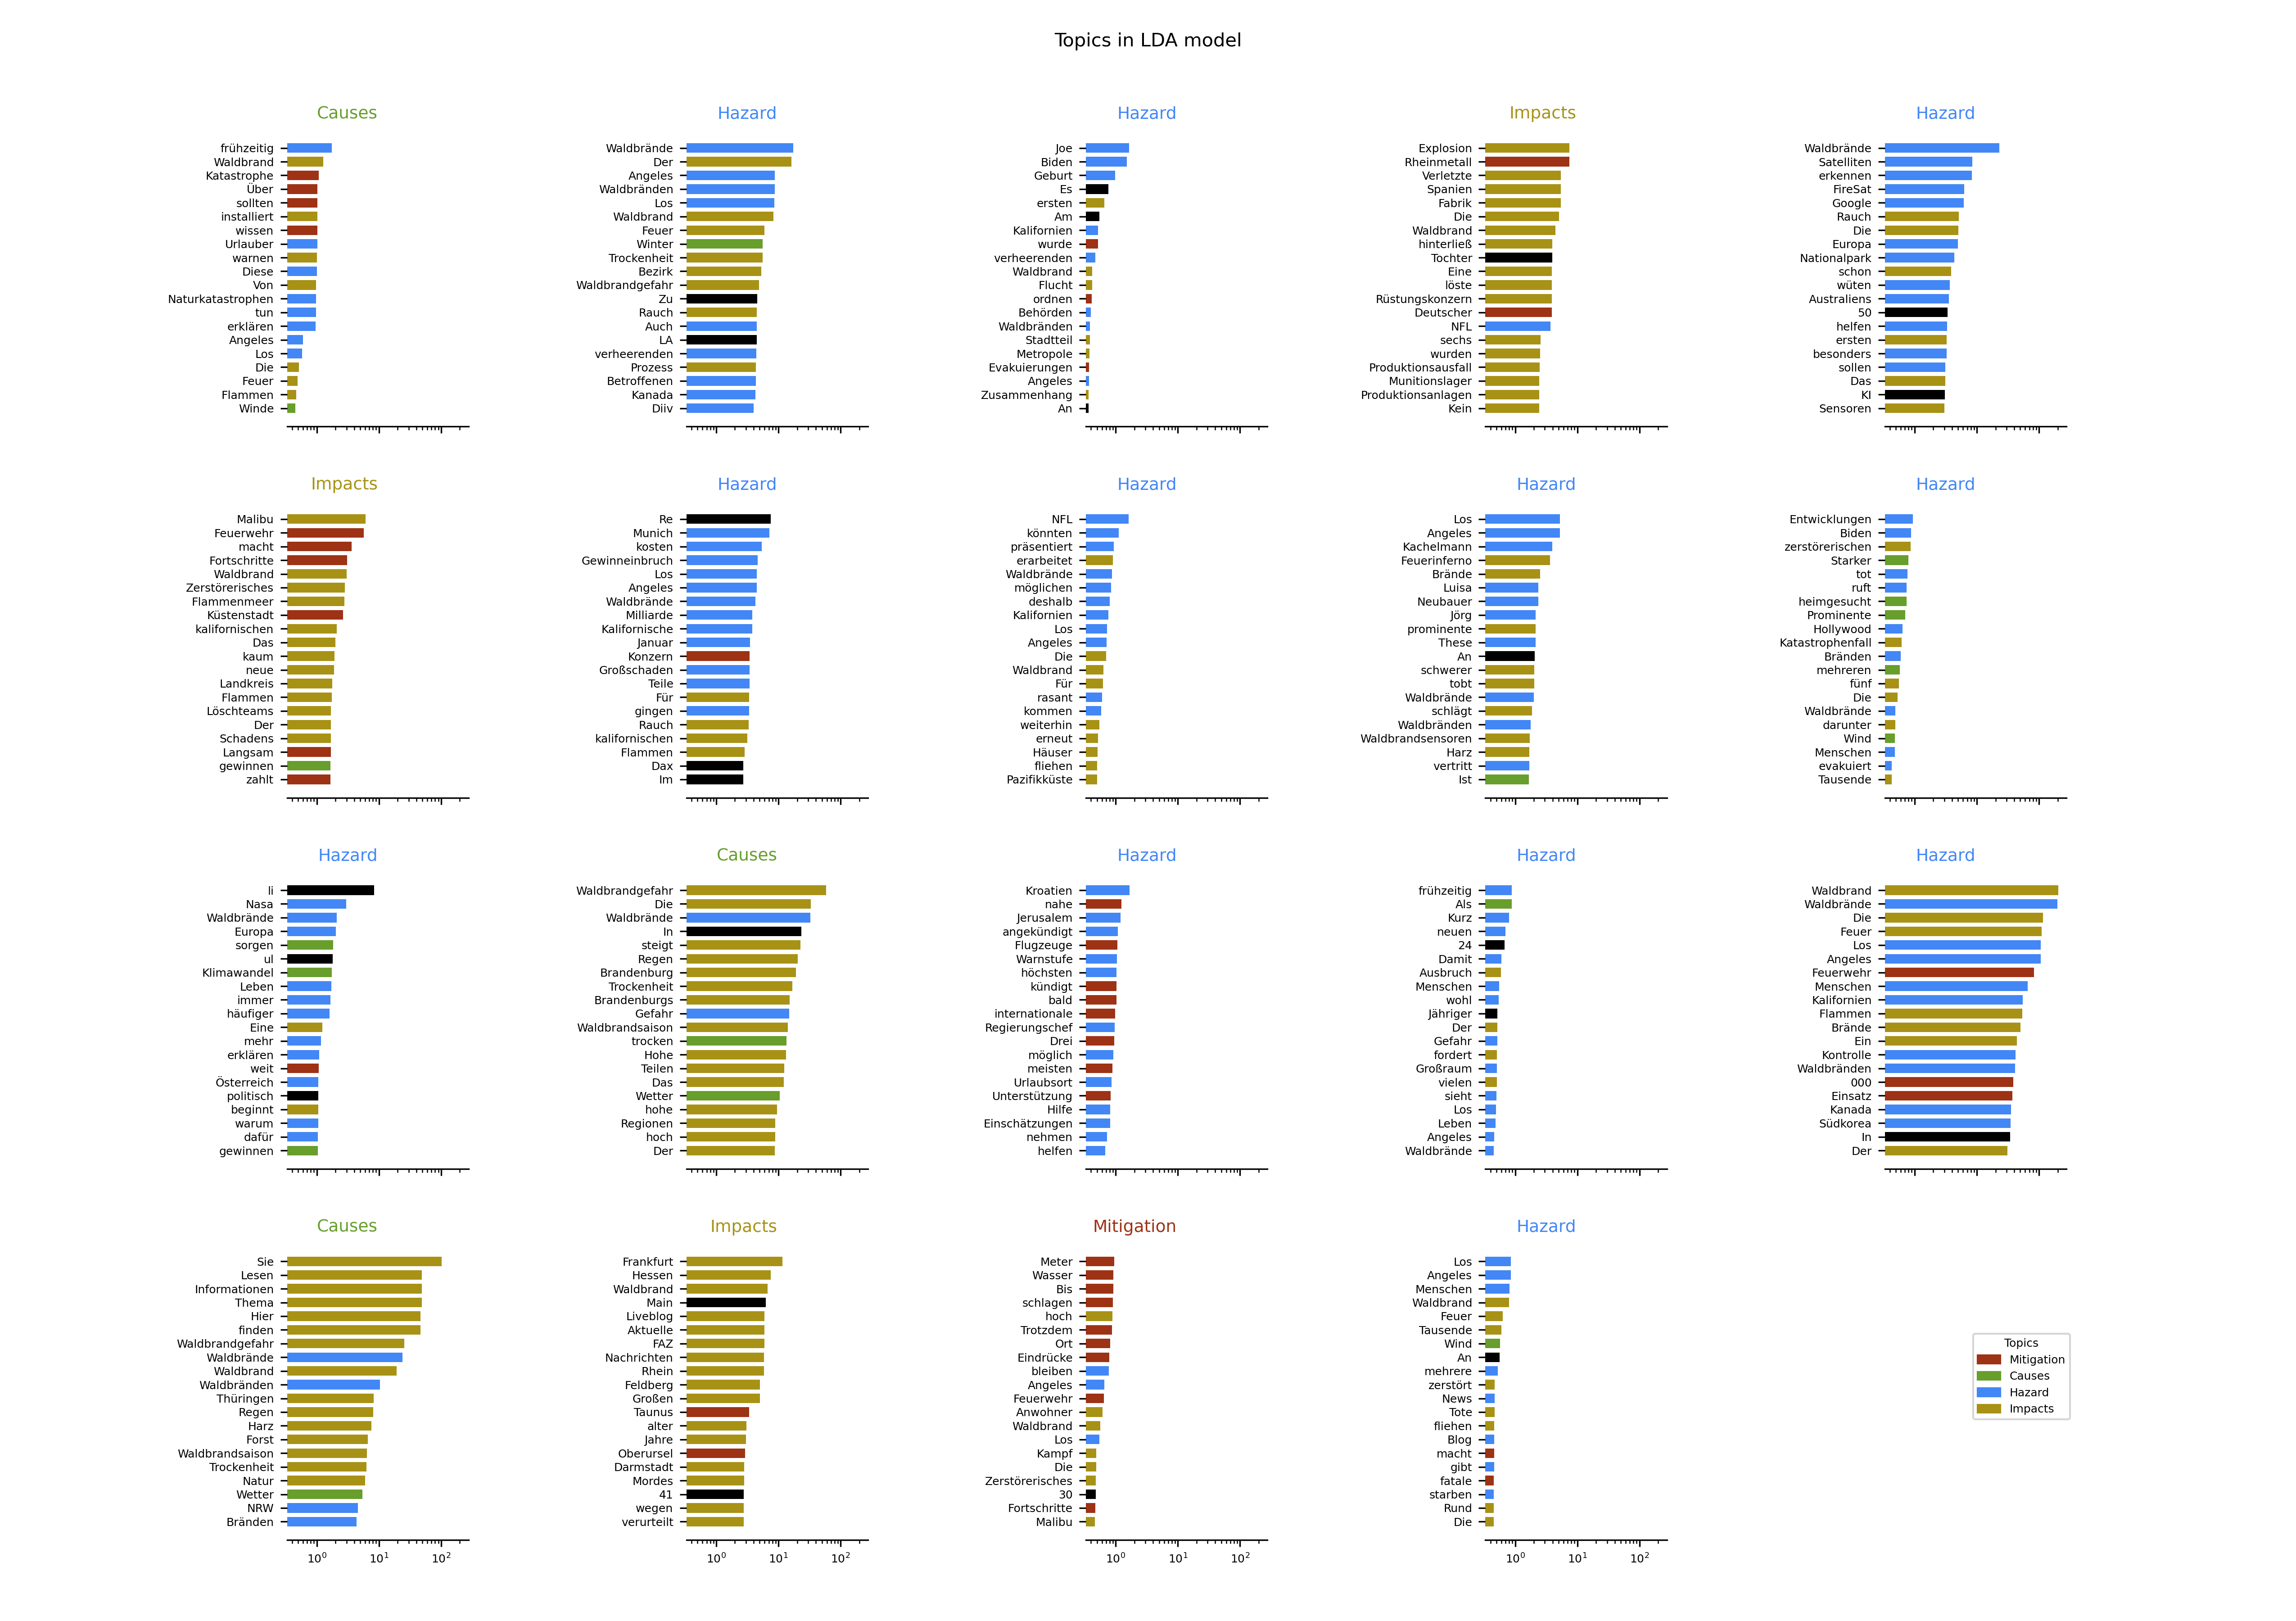 Topics in LDA model
Causes
frühzeitig
Waldbrand
Katastrophe
Über
sollten
installiert
wissen
Urlauber
warnen
Diese
Von
Naturkatastrophen
tun
erklären
Angeles
Los
Die
Feuer
Flammen
Winde
Hazard
Waldbrände
Der
Angeles
Waldbränden
Los
Waldbrand
Feuer
Winter
Trockenheit
Bezirk
Waldbrandgefahr
Zu
Rauch
Auch
LA
verheerenden
Prozess
Betroffenen
Kanada
Diiv
Hazard
Joe
Biden
Geburt
Es
ersten
Am
Kalifornien
wurde
verheerenden
Waldbrand
Flucht
ordnen
Behörden
Waldbränden
Stadtteil
Metropole
Evakuierungen
Angeles
Zusammenhang
An
Impacts
Explosion
Rheinmetall
Verletzte
Spanien
Fabrik
Die
Waldbrand
hinterließ
Tochter
Eine
löste
Rüstungskonzern
Deutscher
NFL
sechs
wurden
Produktionsausfall
Munitionslager
Produktionsanlagen
Kein
Hazard
Waldbrände
Satelliten
erkennen
FireSat
Google
Rauch
Die
Europa
Nationalpark
schon
wüten
Australiens
50
helfen
ersten
besonders
sollen
Das
KI
Sensoren
Impacts
Malibu
Feuerwehr
macht
Fortschritte
Waldbrand
Zerstörerisches
Flammenmeer
Küstenstadt
kalifornischen
Das
kaum
neue
Landkreis
Flammen
Löschteams
Der
Schadens
Langsam
gewinnen
zahlt
Hazard
Re
Munich
kosten
Gewinneinbruch
Los
Angeles
Waldbrände
Milliarde
Kalifornische
Januar
Konzern
Großschaden
Teile
Für
gingen
Rauch
kalifornischen
Flammen
Dax
Im
Hazard
NFL
könnten
präsentiert
erarbeitet
Waldbrände
möglichen
deshalb
Kalifornien
Los
Angeles
Die
Waldbrand
Für
rasant
kommen
weiterhin
erneut
Häuser
fliehen
Pazifikküste
Hazard
Los
Angeles
Kachelmann
Feuerinferno
Brände
Luisa
Neubauer
Jörg
prominente
These
An
schwerer
tobt
Waldbrände
schlägt
Waldbränden
Waldbrandsensoren
Harz
vertritt
Ist
Hazard
Entwicklungen
Biden
zerstörerischen
Starker
tot
ruft
heimgesucht
Prominente
Hollywood
Katastrophenfall
Bränden
mehreren
fünf
Die
Waldbrände
darunter
Wind
Menschen
evakuiert
Tausende
Hazard
li
Nasa
Waldbrände
Europa
sorgen
ul
Klimawandel
Leben
immer
häufiger
Eine
mehr
erklären
weit
Österreich
politisch
beginnt
warum
dafür
gewinnen
Causes
Waldbrandgefahr
Die
Waldbrände
In
steigt
Regen
Brandenburg
Trockenheit
Brandenburgs
Gefahr
Waldbrandsaison
trocken
Hohe
Teilen
Das
Wetter
hohe
Regionen
hoch
Der
Hazard
Kroatien
nahe
Jerusalem
angekündigt
Flugzeuge
Warnstufe
höchsten
kündigt
bald
internationale
Regierungschef
Drei
möglich
meisten
Urlaubsort
Unterstützung
Hilfe
Einschätzungen
nehmen
helfen
Hazard
frühzeitig
Als
Kurz
neuen
24
Damit
Ausbruch
Menschen
wohl
Jähriger
Der
Gefahr
fordert
Großraum
vielen
sieht
Los
Leben
Angeles
Waldbrände
Hazard
Waldbrand
Waldbrände
Die
Feuer
Los
Angeles
Feuerwehr
Menschen
Kalifornien
Flammen
Brände
Ein
Kontrolle
Waldbränden
000
Einsatz
Kanada
Südkorea
In
Der
Causes
Sie
Lesen
Informationen
Thema
Hier
finden
Waldbrandgefahr
Waldbrände
Waldbrand
Waldbränden
Thüringen
Regen
Harz
Forst
Waldbrandsaison
Trockenheit
Natur
Wetter
NRW
Bränden
10⁰ 10¹ 10²
Impacts
Frankfurt
Hessen
Waldbrand
Main
Liveblog
Aktuelle
FAZ
Nachrichten
Rhein
Feldberg
Großen
Taunus
alter
Jahre
Oberursel
Darmstadt
Mordes
41
wegen
verurteilt
10⁰ 10¹ 10²
Mitigation
Meter
Wasser
Bis
schlagen
hoch
Trotzdem
Ort
Eindrücke
bleiben
Angeles
Feuerwehr
Anwohner
Waldbrand
Los
Kampf
Die
Zerstörerisches
30
Fortschritte
Malibu
10⁰ 10¹ 10²
Hazard
Los
Angeles
Menschen
Waldbrand
Feuer
Tausende
Wind
An
mehrere
zerstört
News
Tote
fliehen
Blog
macht
gibt
fatale
starben
Rund
Die
10⁰ 10¹ 10²
Topics
Mitigation
Causes
Hazard
Impacts